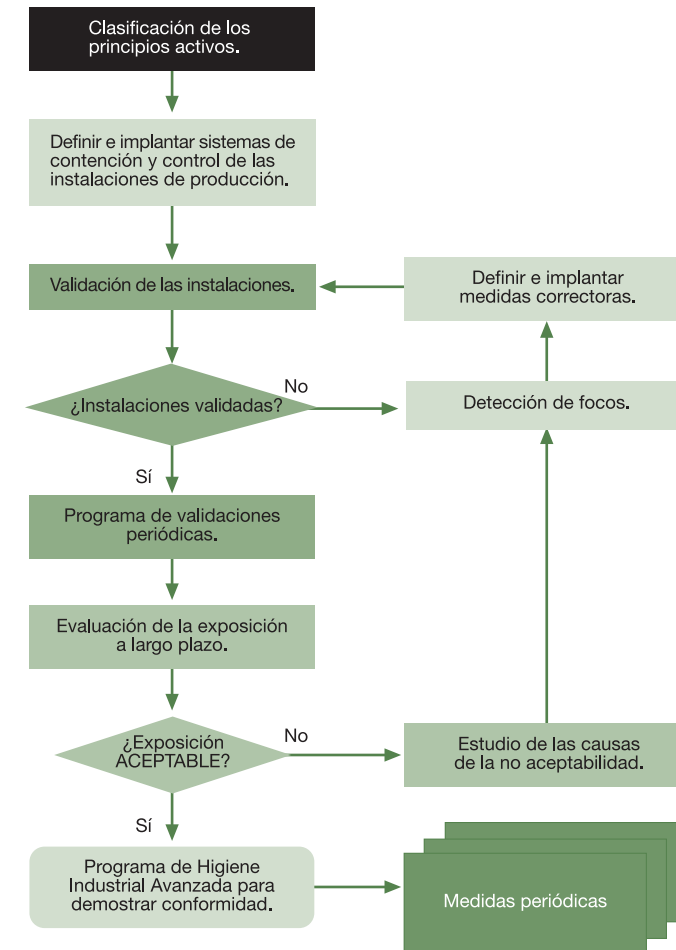 Clasificación de los
principios activos.
Definir e implantar sistemas de
contención y control de las
instalaciones de producción.
Validación de las instalaciones.
Definir e implantar
medidas correctoras.
¿Instalaciones validadas?
No
Detección de focos.
Sí
Programa de validaciones
periódicas.
Evaluación de la exposición
a largo plazo.
¿Exposición
ACEPTABLE?
No
Estudio de las causas
de la no aceptabilidad.
Sí
Programa de Higiene
Industrial Avanzada para
demostrar conformidad.
Medidas periódicas